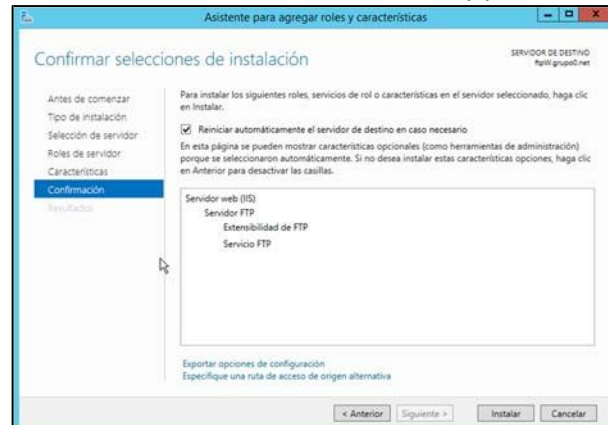 Asistente para agregar roles y características
Confirmar selecciones de instalación
SERVIDOR DE DESTINO
ftpW.grupo0.net
Antes de comenzar
Tipo de instalación
Selección de servidor
Roles de servidor
Características
Confirmación
Resultados
Para instalar los siguientes roles, servicios de rol o características en el servidor seleccionado, haga clic
en Instalar.
Reiniciar automáticamente el servidor de destino en caso necesario
En esta página se pueden mostrar características opcionales (como herramientas de administración)
porque se seleccionaron automáticamente. Si no desea instalar estas características opciones, haga clic
en Anterior para desactivar las casillas.
Servidor web (IIS)
Servidor FTP
Extensibilidad de FTP
Servicio FTP
Exportar opciones de configuración
Especifique una ruta de acceso de origen alternativa
< Anterior
Siguiente >
Instalar
Cancelar